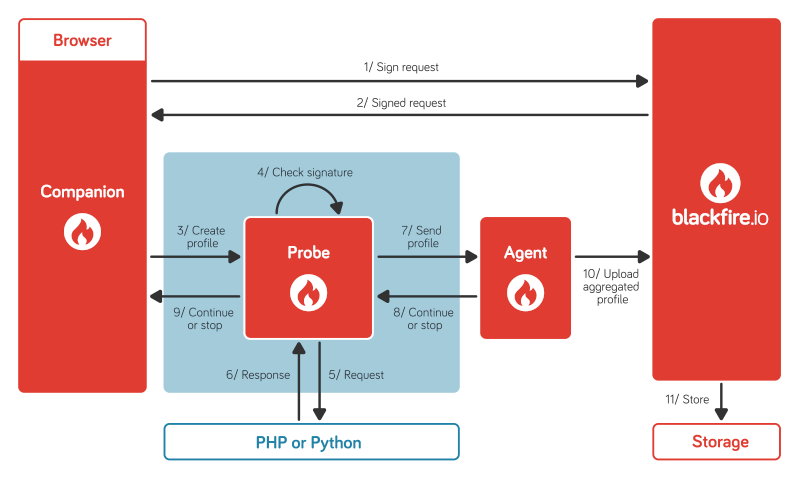 Browser
1/ Sign request
2/ Signed request
Companion
blackfire.io
4/ Check signature
3/ Create
profile
Probe
7/ Send
profile
Agent
10/ Upload
aggregated
profile
9/ Continue
or stop
8/ Continue
or stop
6/ Response
5/ Request
11/ Store
PHP or Python
Storage